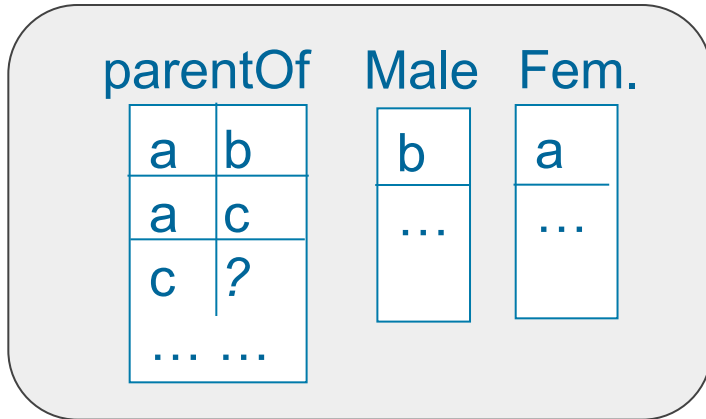 parentOf Male Fem.
a b b a
a c … …
c ?
… …